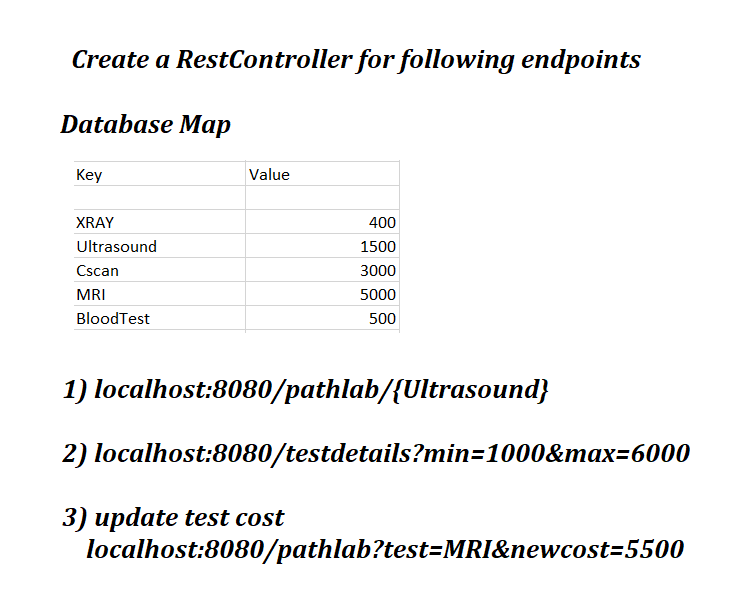 Create a RestController for following endpoints
Database Map
Key Value
XRAY 400
Ultrasound 1500
Cscan 3000
MRI 5000
BloodTest 500
1) localhost:8080/pathlab/{Ultrasound}
2) localhost:8080/testdetails?min=1000&max=6000
3) update test cost
localhost:8080/pathlab?test=MRI&newcost=5500